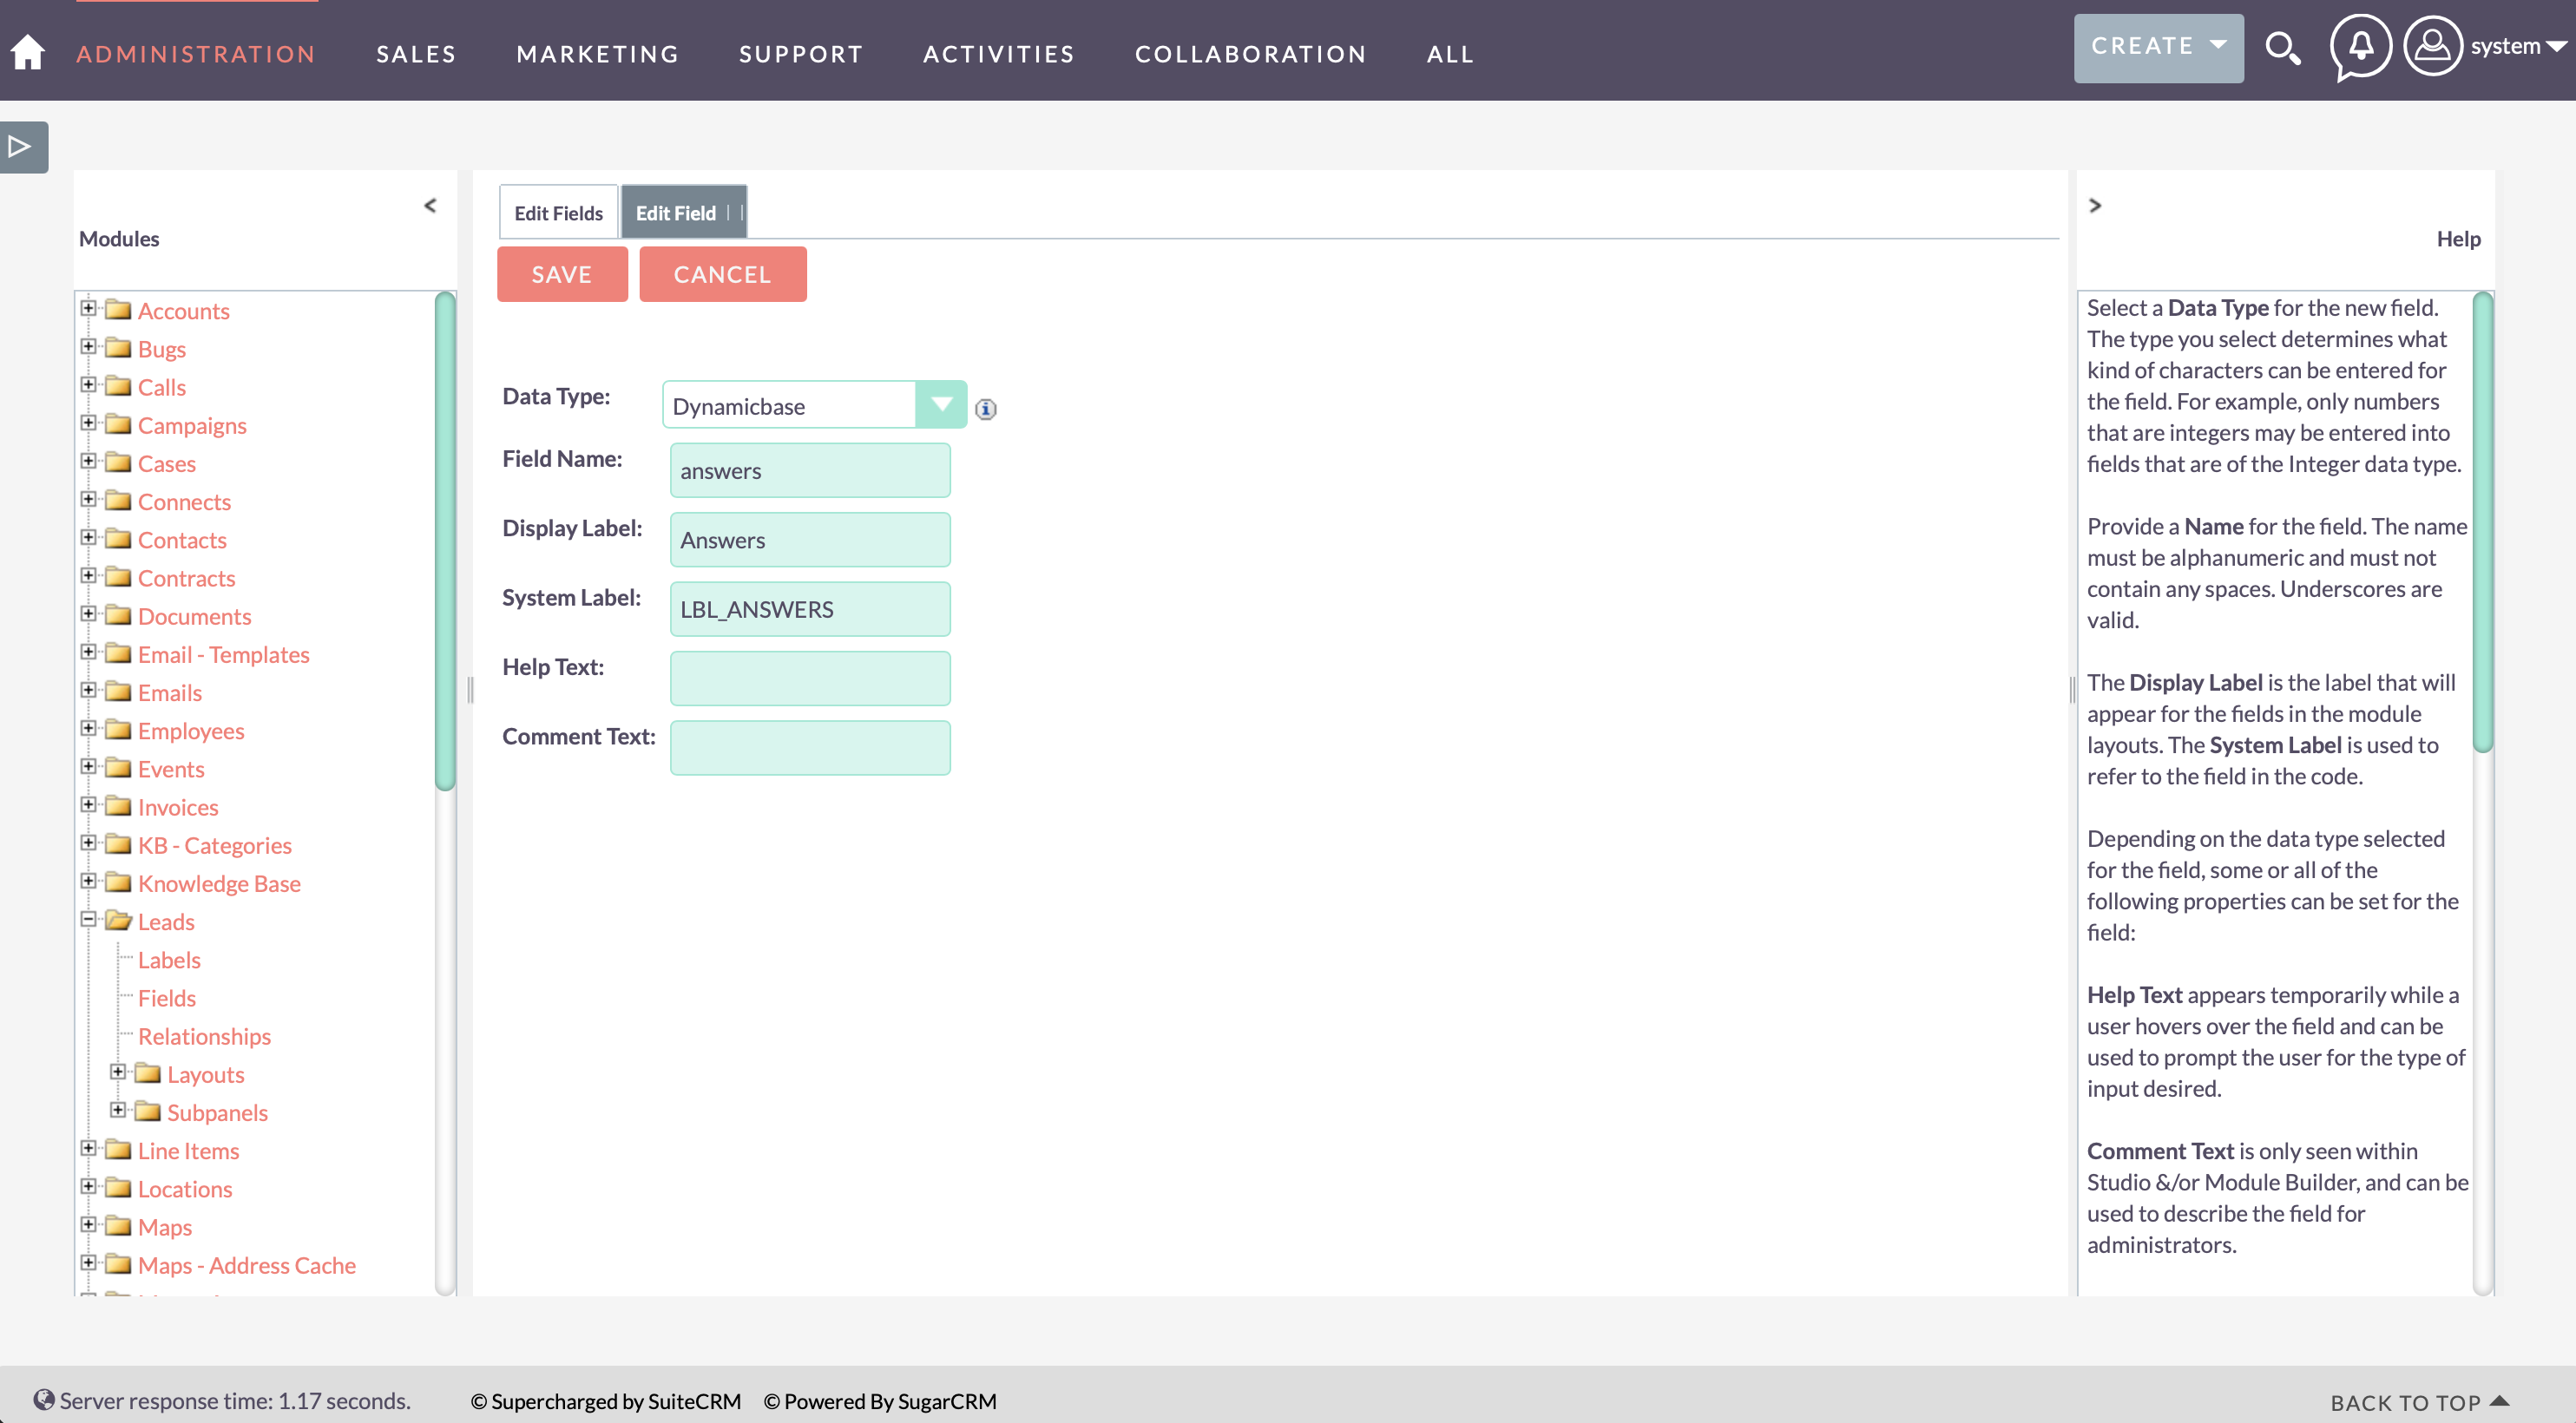 ADMINISTRATION SALES MARKETING SUPPORT ACTIVITIES COLLABORATION ALL CREATE system
Modules
Accounts
Bugs
Calls
Campaigns
Cases
Connects
Contacts
Contracts
Documents
Email - Templates
Emails
Employees
Events
Invoices
KB - Categories
Knowledge Base
Leads
Labels
Fields
Relationships
Layouts
Subpanels
Line Items
Locations
Maps
Maps - Address Cache
Edit Fields Edit Field
SAVE CANCEL
Data Type: Dynamicbase
Field Name: answers
Display Label: Answers
System Label: LBL_ANSWERS
Help Text:
Comment Text:
Help
Select a Data Type for the new field.
The type you select determines what
kind of characters can be entered for
the field. For example, only numbers
that are integers may be entered into
fields that are of the Integer data type.
Provide a Name for the field. The name
must be alphanumeric and must not
contain any spaces. Underscores are
valid.
The Display Label is the label that will
appear for the fields in the module
layouts. The System Label is used to
refer to the field in the code.
Depending on the data type selected
for the field, some or all of the
following properties can be set for the
field:
Help Text appears temporarily while a
user hovers over the field and can be
used to prompt the user for the type of
input desired.
Comment Text is only seen within
Studio &/or Module Builder, and can be
used to describe the field for
administrators.
Server response time: 1.17 seconds. © Supercharged by SuiteCRM © Powered By SugarCRM BACK TO TOP